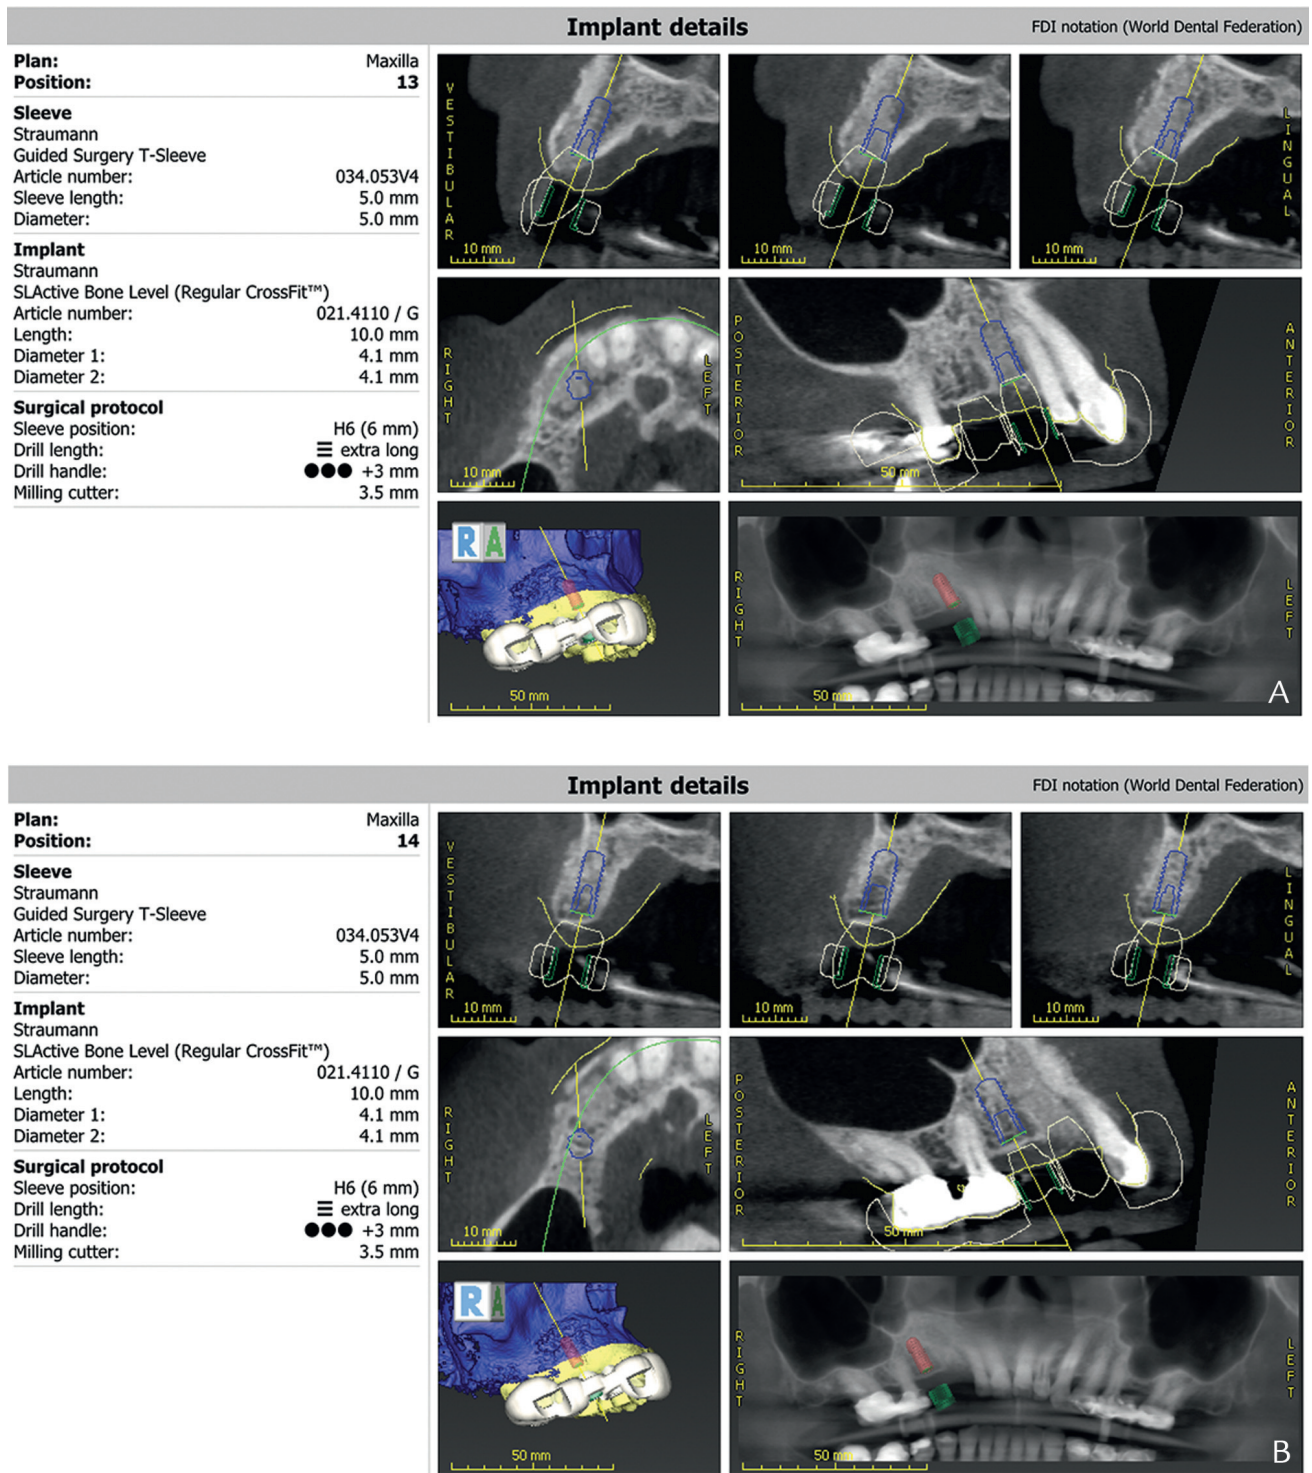 Implant details
FDI notation (World Dental Federation)
Plan: Maxilla
Position: 13
Sleeve
Straumann
Guided Surgery T-Sleeve
Article number: 034.053V4
Sleeve length: 5.0 mm
Diameter: 5.0 mm
Implant
Straumann
SLActive Bone Level (Regular CrossFit™)
Article number: 021.4110 / G
Length: 10.0 mm
Diameter 1: 4.1 mm
Diameter 2: 4.1 mm
Surgical protocol
Sleeve position: H6 (6 mm)
Drill length: extra long
Drill handle: ●●● +3 mm
Milling cutter: 3.5 mm
VESTIBULAR
10 mm
10 mm
10 mm
LINGUAL
RIGHT
10 mm
LEFT
POSTERIOR
50 mm
ANTERIOR
R A
50 mm
RIGHT
50 mm
LEFT
A
Implant details
FDI notation (World Dental Federation)
Plan: Maxilla
Position: 14
Sleeve
Straumann
Guided Surgery T-Sleeve
Article number: 034.053V4
Sleeve length: 5.0 mm
Diameter: 5.0 mm
Implant
Straumann
SLActive Bone Level (Regular CrossFit™)
Article number: 021.4110 / G
Length: 10.0 mm
Diameter 1: 4.1 mm
Diameter 2: 4.1 mm
Surgical protocol
Sleeve position: H6 (6 mm)
Drill length: extra long
Drill handle: ●●● +3 mm
Milling cutter: 3.5 mm
VESTIBULAR
10 mm
10 mm
10 mm
LINGUAL
RIGHT
10 mm
LEFT
POSTERIOR
50 mm
ANTERIOR
R A
50 mm
RIGHT
50 mm
LEFT
B